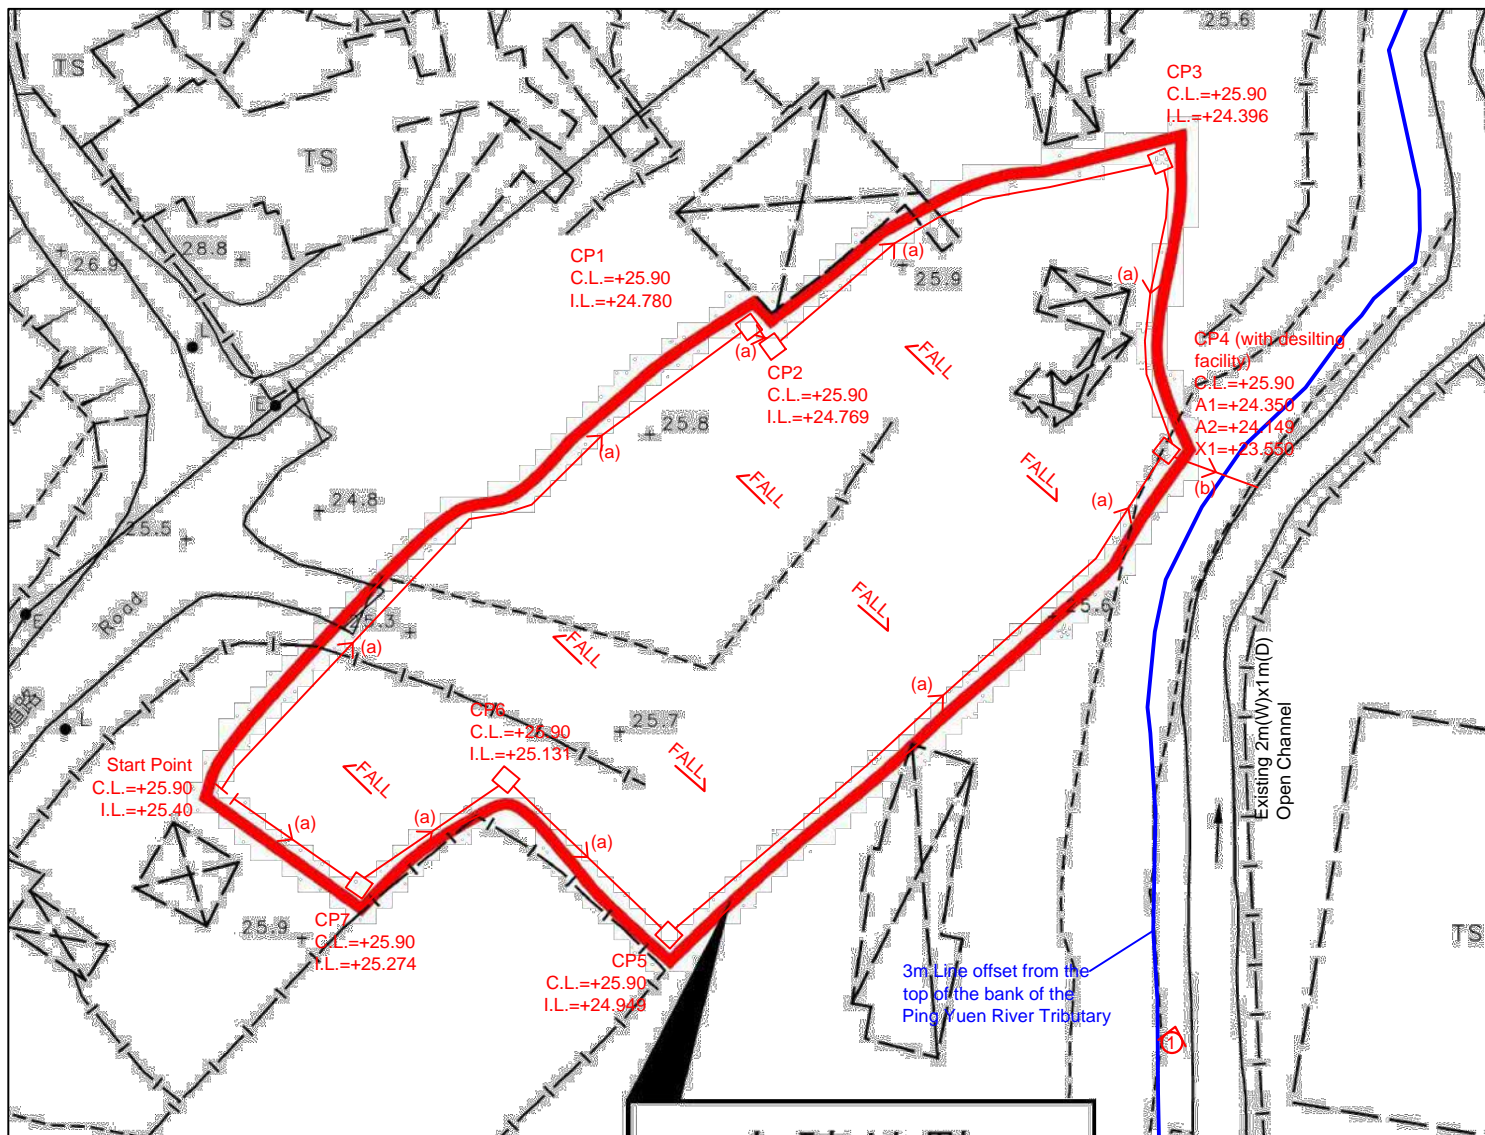 TS
25.6
TS
CP3
C.L.=+25.90
I.L.=+24.396
TS
28.8
26.9
CP1
C.L.=+25.90
I.L.=+24.780
(a)
25.9
(a)
L
CP4 (with desilting
facility)
C.L.=+25.90
A1=+24.350
A2=+24.149
X1=+23.550
(a)
FALL
CP2
C.L.=+25.90
I.L.=+24.769
E
25.8
(a)
FALL
FALL
(b)
24.8
(a)
25.5
E
Road
25.3
FALL
25.6
(a)
FALL
(a)
25.7
CP6
C.L.=+25.90
I.L.=+25.131
L
FALL
FALL
Existing 2m(W)x1m(D)
Open Channel
Start Point
C.L.=+25.90
I.L.=+25.40
(a)
(a)
(a)
25.9
CP7
C.L.=+25.90
I.L.=+25.274
CP5
C.L.=+25.90
I.L.=+24.949
TS
3m Line offset from the
top of the bank of the
Ping Yuen River Tributary
1